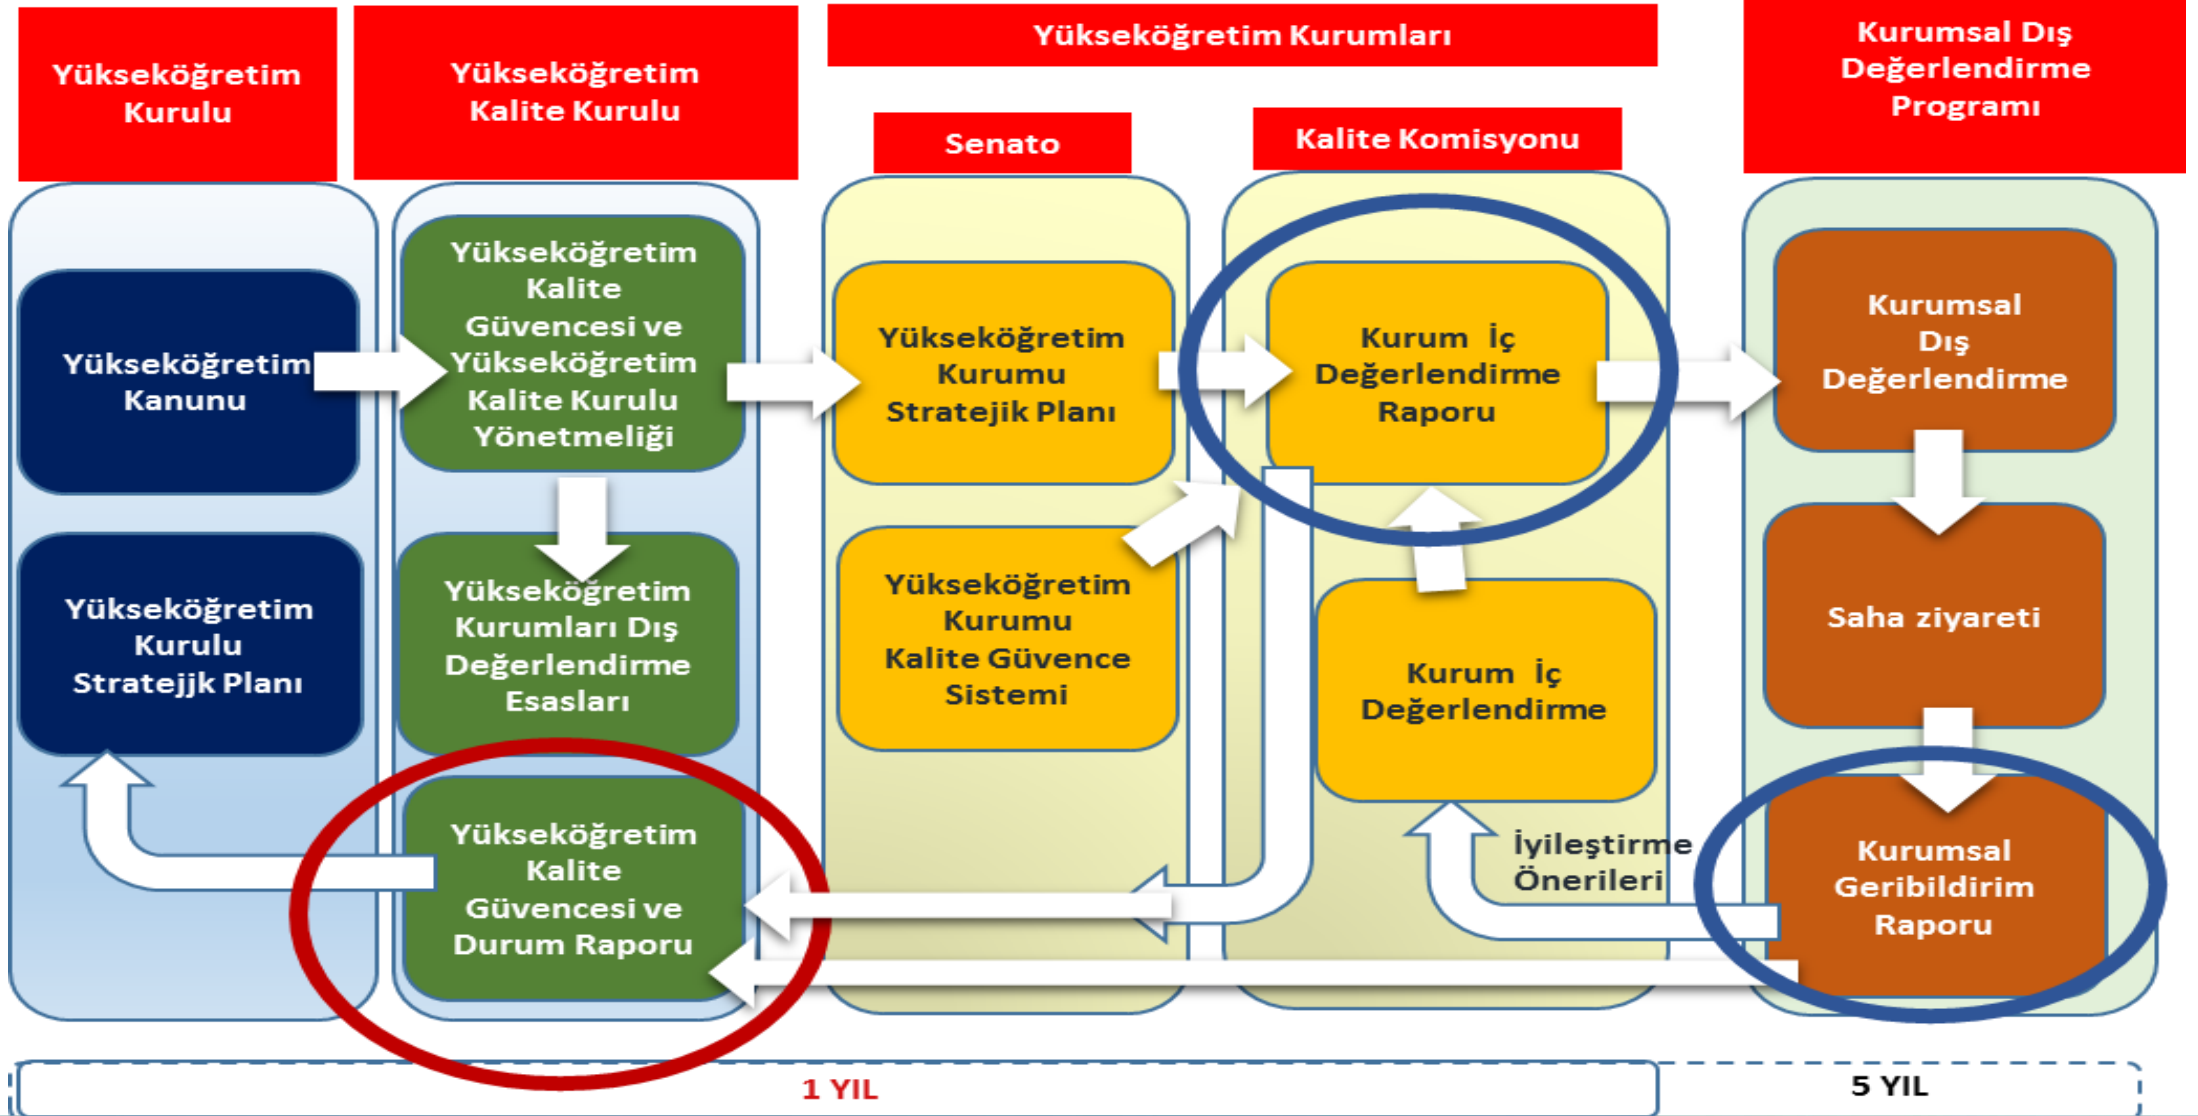 Yükseköğretim
Kurulu
Yükseköğretim
Kalite Kurulu
Yükseköğretim Kurumları
Senato
Kalite Komisyonu
Kurumsal Dış
Değerlendirme
Programı
Yükseköğretim
Kanunu
Yükseköğretim
Kurulu
Stratejjk Planı
Yükseköğretim
Kalite
Güvencesi ve
Yükseköğretim
Kalite Kurulu
Yönetmeliği
Yükseköğretim
Kurumları Dış
Değerlendirme
Esasları
Yükseköğretim
Kalite
Güvencesi ve
Durum Raporu
Yükseköğretim
Kurumu
Stratejik Planı
Yükseköğretim
Kurumu
Kalite Güvence
Sistemi
Kurum İç
Değerlendirme
Raporu
Kurum İç
Değerlendirme
İyileştirme
Önerileri
Kurumsal
Dış
Değerlendirme
Saha ziyareti
Kurumsal
Geribildirim
Raporu
1 YIL
5 YIL